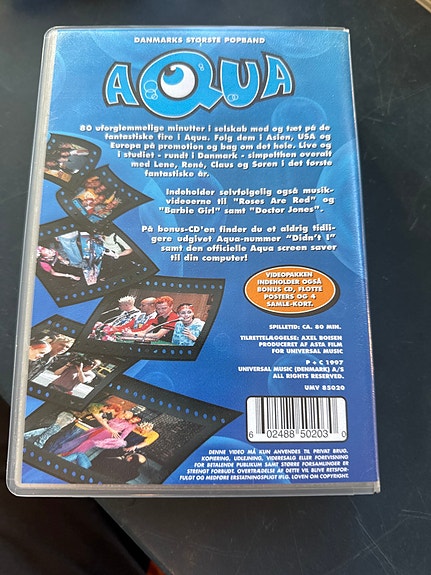 DANMARKS STØRSTE POPBAND
AQUA
80 uforglemmelige minutter i selskab med og tæt på de
fantastiske fire i Aqua. Følg dem i Asien, USA og
Europa på promotion og bag om det hele. Live og
i studiet - rundt i Danmark - simpelthen overalt
med Lene, René, Claus og Søren i det første
fantastiske år.
Indeholder selvfølgelig også musik-
videoerne til "Roses Are Red" og
"Barbie Girl" samt "Doctor Jones".
På bonus-CD'en finder du et aldrig tidli-
gere udgivet Aqua-nummer "Didn't I"
samt den officielle Aqua screen saver
til din computer!
VIDEOPAKKEN
INDEHOLDER OGSÅ
BONUS CD, FLOTTE
POSTERS OG 4
SAMLE-KORT.
SPILLETID: CA. 80 MIN.
TILRETTELÆGGELSE: AXEL BOISEN
PRODUCERET AF ASTA FILM
FOR UNIVERSAL MUSIC
P + C 1997
UNIVERSAL MUSIC (DENMARK) A/S
ALL RIGHTS RESERVED.
UMV 85020
6 02488 50203 0
DENNE VIDEO MÅ KUN ANVENDES TIL PRIVAT BRUG.
KOPIERING, UDLEJNING, VIDERESALG ELLER FOREVISNING
FOR BETALENDE PUBLIKUM SAMT STØRRE FORSAMLINGER ER
STRENGT FORBUDT. OVERTRÆDELSE AF DETTE VIL BLIVE RETSFOR-
FULGT OG MEDFØRE ERSTATNINGSPLIGT IFLG. LOVEN OM COPYRIGHT.